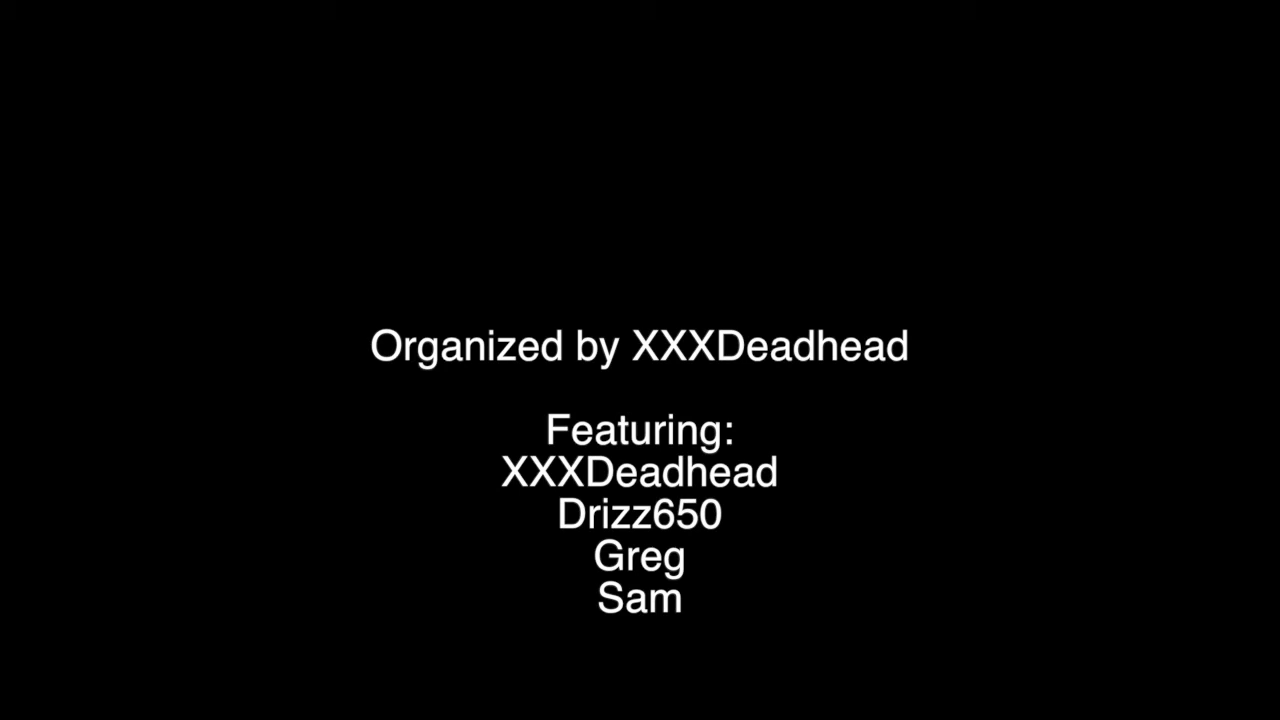 Organized by XXXDeadhead
Featuring:
XXXDeadhead
Drizz650
Greg
Sam